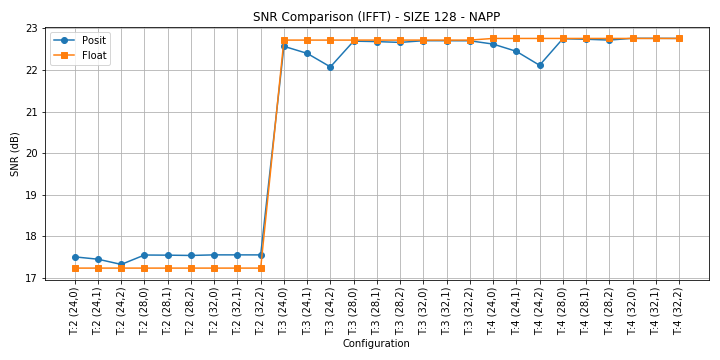 SNR Comparison (IFFT) - SIZE 128 - NAPP
Posit
Float
SNR (dB)
23
22
21
20
19
18
17
T:2 (24,0)
T:2 (24,1)
T:2 (24,2)
T:2 (28,0)
T:2 (28,1)
T:2 (28,2)
T:2 (32,0)
T:2 (32,1)
T:2 (32,2)
T:3 (24,0)
T:3 (24,1)
T:3 (24,2)
T:3 (28,0)
T:3 (28,1)
T:3 (28,2)
T:3 (32,0)
T:3 (32,1)
T:3 (32,2)
T:4 (24,0)
T:4 (24,1)
T:4 (24,2)
T:4 (28,0)
T:4 (28,1)
T:4 (28,2)
T:4 (32,0)
T:4 (32,1)
T:4 (32,2)
Configuration